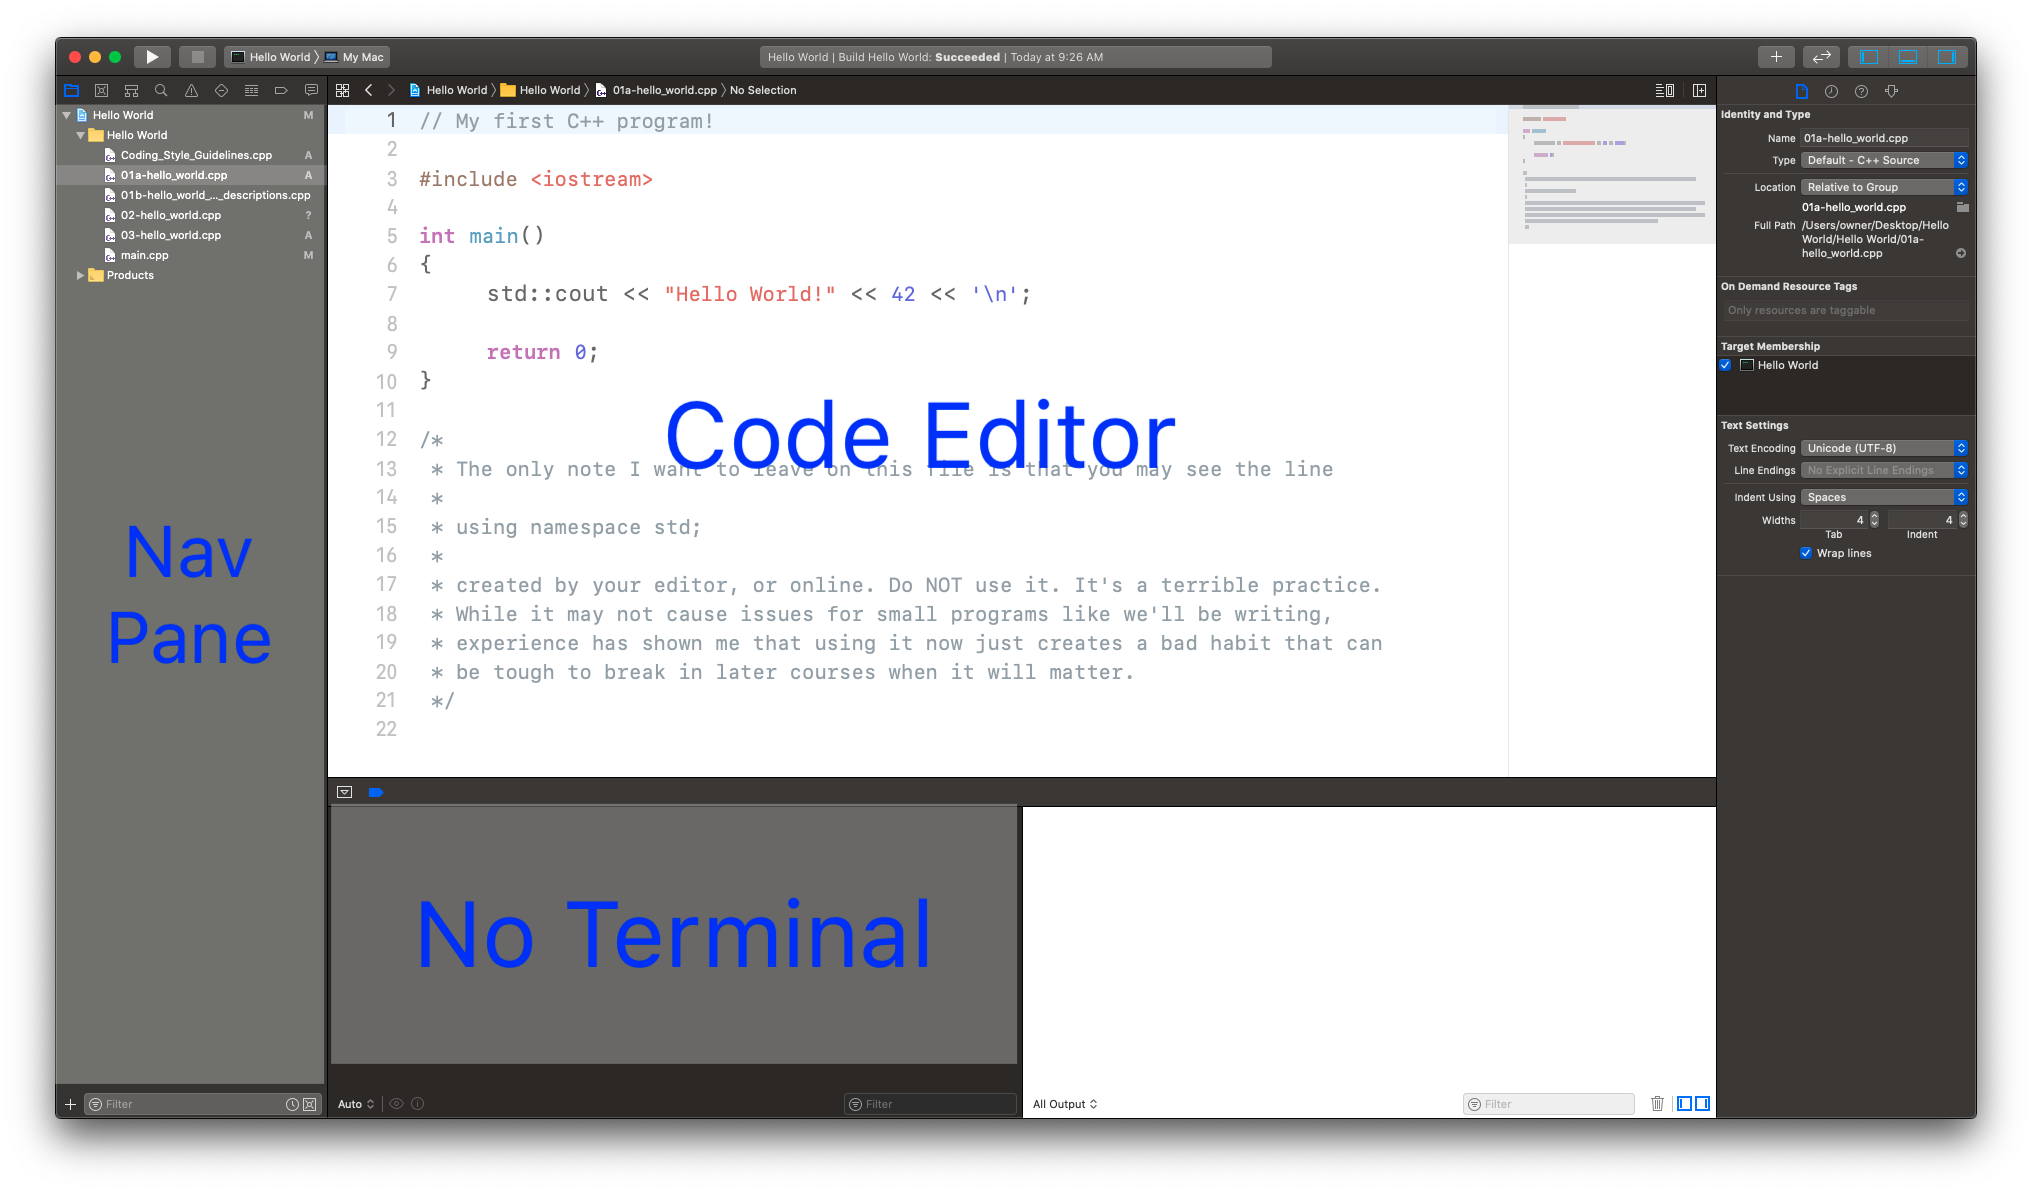 Hello World 〉 My Mac
Hello World | Build Hello World: Succeeded | Today at 9:26 AM
Hello World 〉 Hello World 〉 01a-hello_world.cpp 〉 No Selection
Hello World M
Hello World
Coding_Style_Guidelines.cpp A
01a-hello_world.cpp A
01b-hello_world_..._descriptions.cpp
02-hello_world.cpp ?
03-hello_world.cpp A
main.cpp M
Products
Nav
Pane
Filter
1 // My first C++ program!
2
3 #include <iostream>
4
5 int main()
6 {
7 std::cout << "Hello World!" << 42 << '\n';
8
9 return 0;
10 }
11
Code Editor
12 /*
13 * The only note I want to leave on this file is that you may see the line
14 *
15 * using namespace std;
16 *
17 * created by your editor, or online. Do NOT use it. It's a terrible practice.
18 * While it may not cause issues for small programs like we'll be writing,
19 * experience has shown me that using it now just creates a bad habit that can
20 * be tough to break in later courses when it will matter.
21 */
22
No Terminal
Auto
Filter
All Output
Filter
Identity and Type
Name 01a-hello_world.cpp
Type Default - C++ Source
Location Relative to Group
01a-hello_world.cpp
Full Path /Users/owner/Desktop/Hello
World/Hello World/01a-
hello_world.cpp
On Demand Resource Tags
Only resources are taggable
Target Membership
Hello World
Text Settings
Text Encoding Unicode (UTF-8)
Line Endings No Explicit Line Endings
Indent Using Spaces
Widths 4 4
Tab Indent
Wrap lines